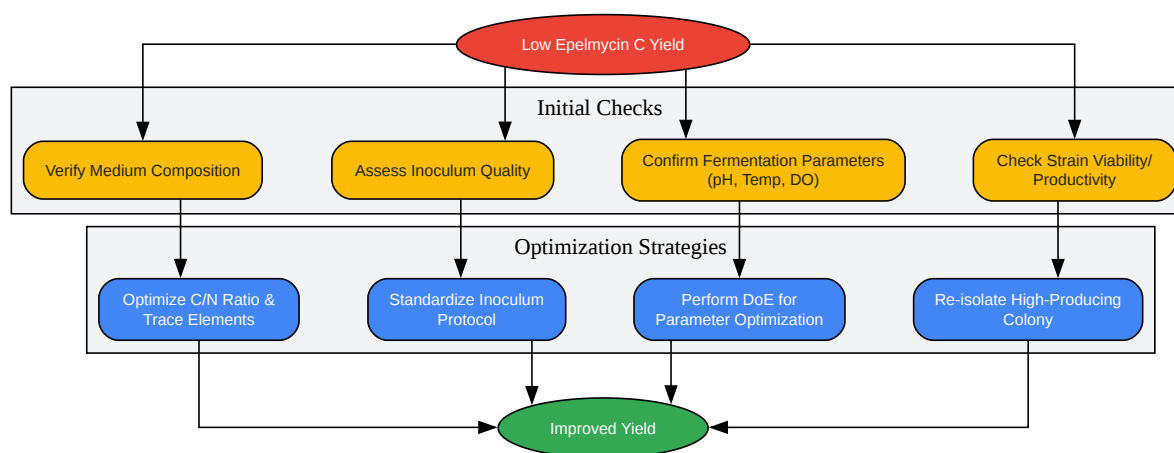 Low Epelmycin C Yield
Initial Checks
Verify Medium Composition
Assess Inoculum Quality
Confirm Fermentation Parameters
(pH, Temp, DO)
Check Strain Viability/
Productivity
Optimization Strategies
Optimize C/N Ratio &
Trace Elements
Standardize Inoculum
Protocol
Perform DoE for
Parameter Optimization
Re-isolate High-Producing
Colony
Improved Yield